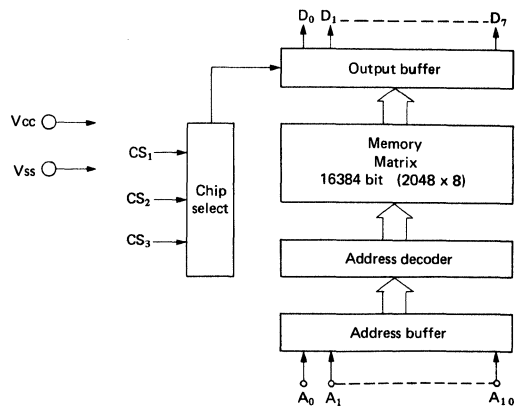 D0 D1 D7
Output buffer
Vcc
Vss
CS1
CS2
CS3
Chip
select
Memory
Matrix
16384 bit (2048 x 8)
Address decoder
Address buffer
A0 A1 A10